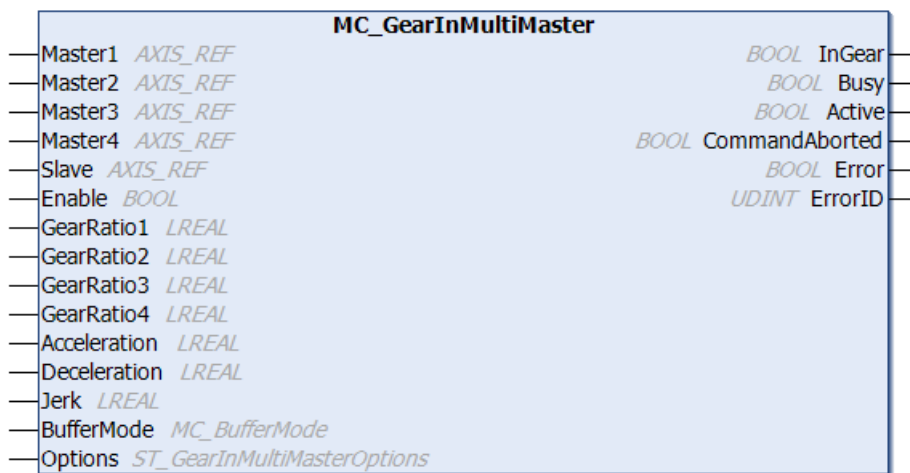 MC_GearInMultiMaster
Master1 AXIS_REF BOOL InGear
Master2 AXIS_REF BOOL Busy
Master3 AXIS_REF BOOL Active
Master4 AXIS_REF BOOL CommandAborted
Slave AXIS_REF BOOL Error
Enable BOOL UDINT ErrorID
GearRatio1 LREAL
GearRatio2 LREAL
GearRatio3 LREAL
GearRatio4 LREAL
Acceleration LREAL
Deceleration LREAL
Jerk LREAL
BufferMode MC_BufferMode
Options ST_GearInMultiMasterOptions